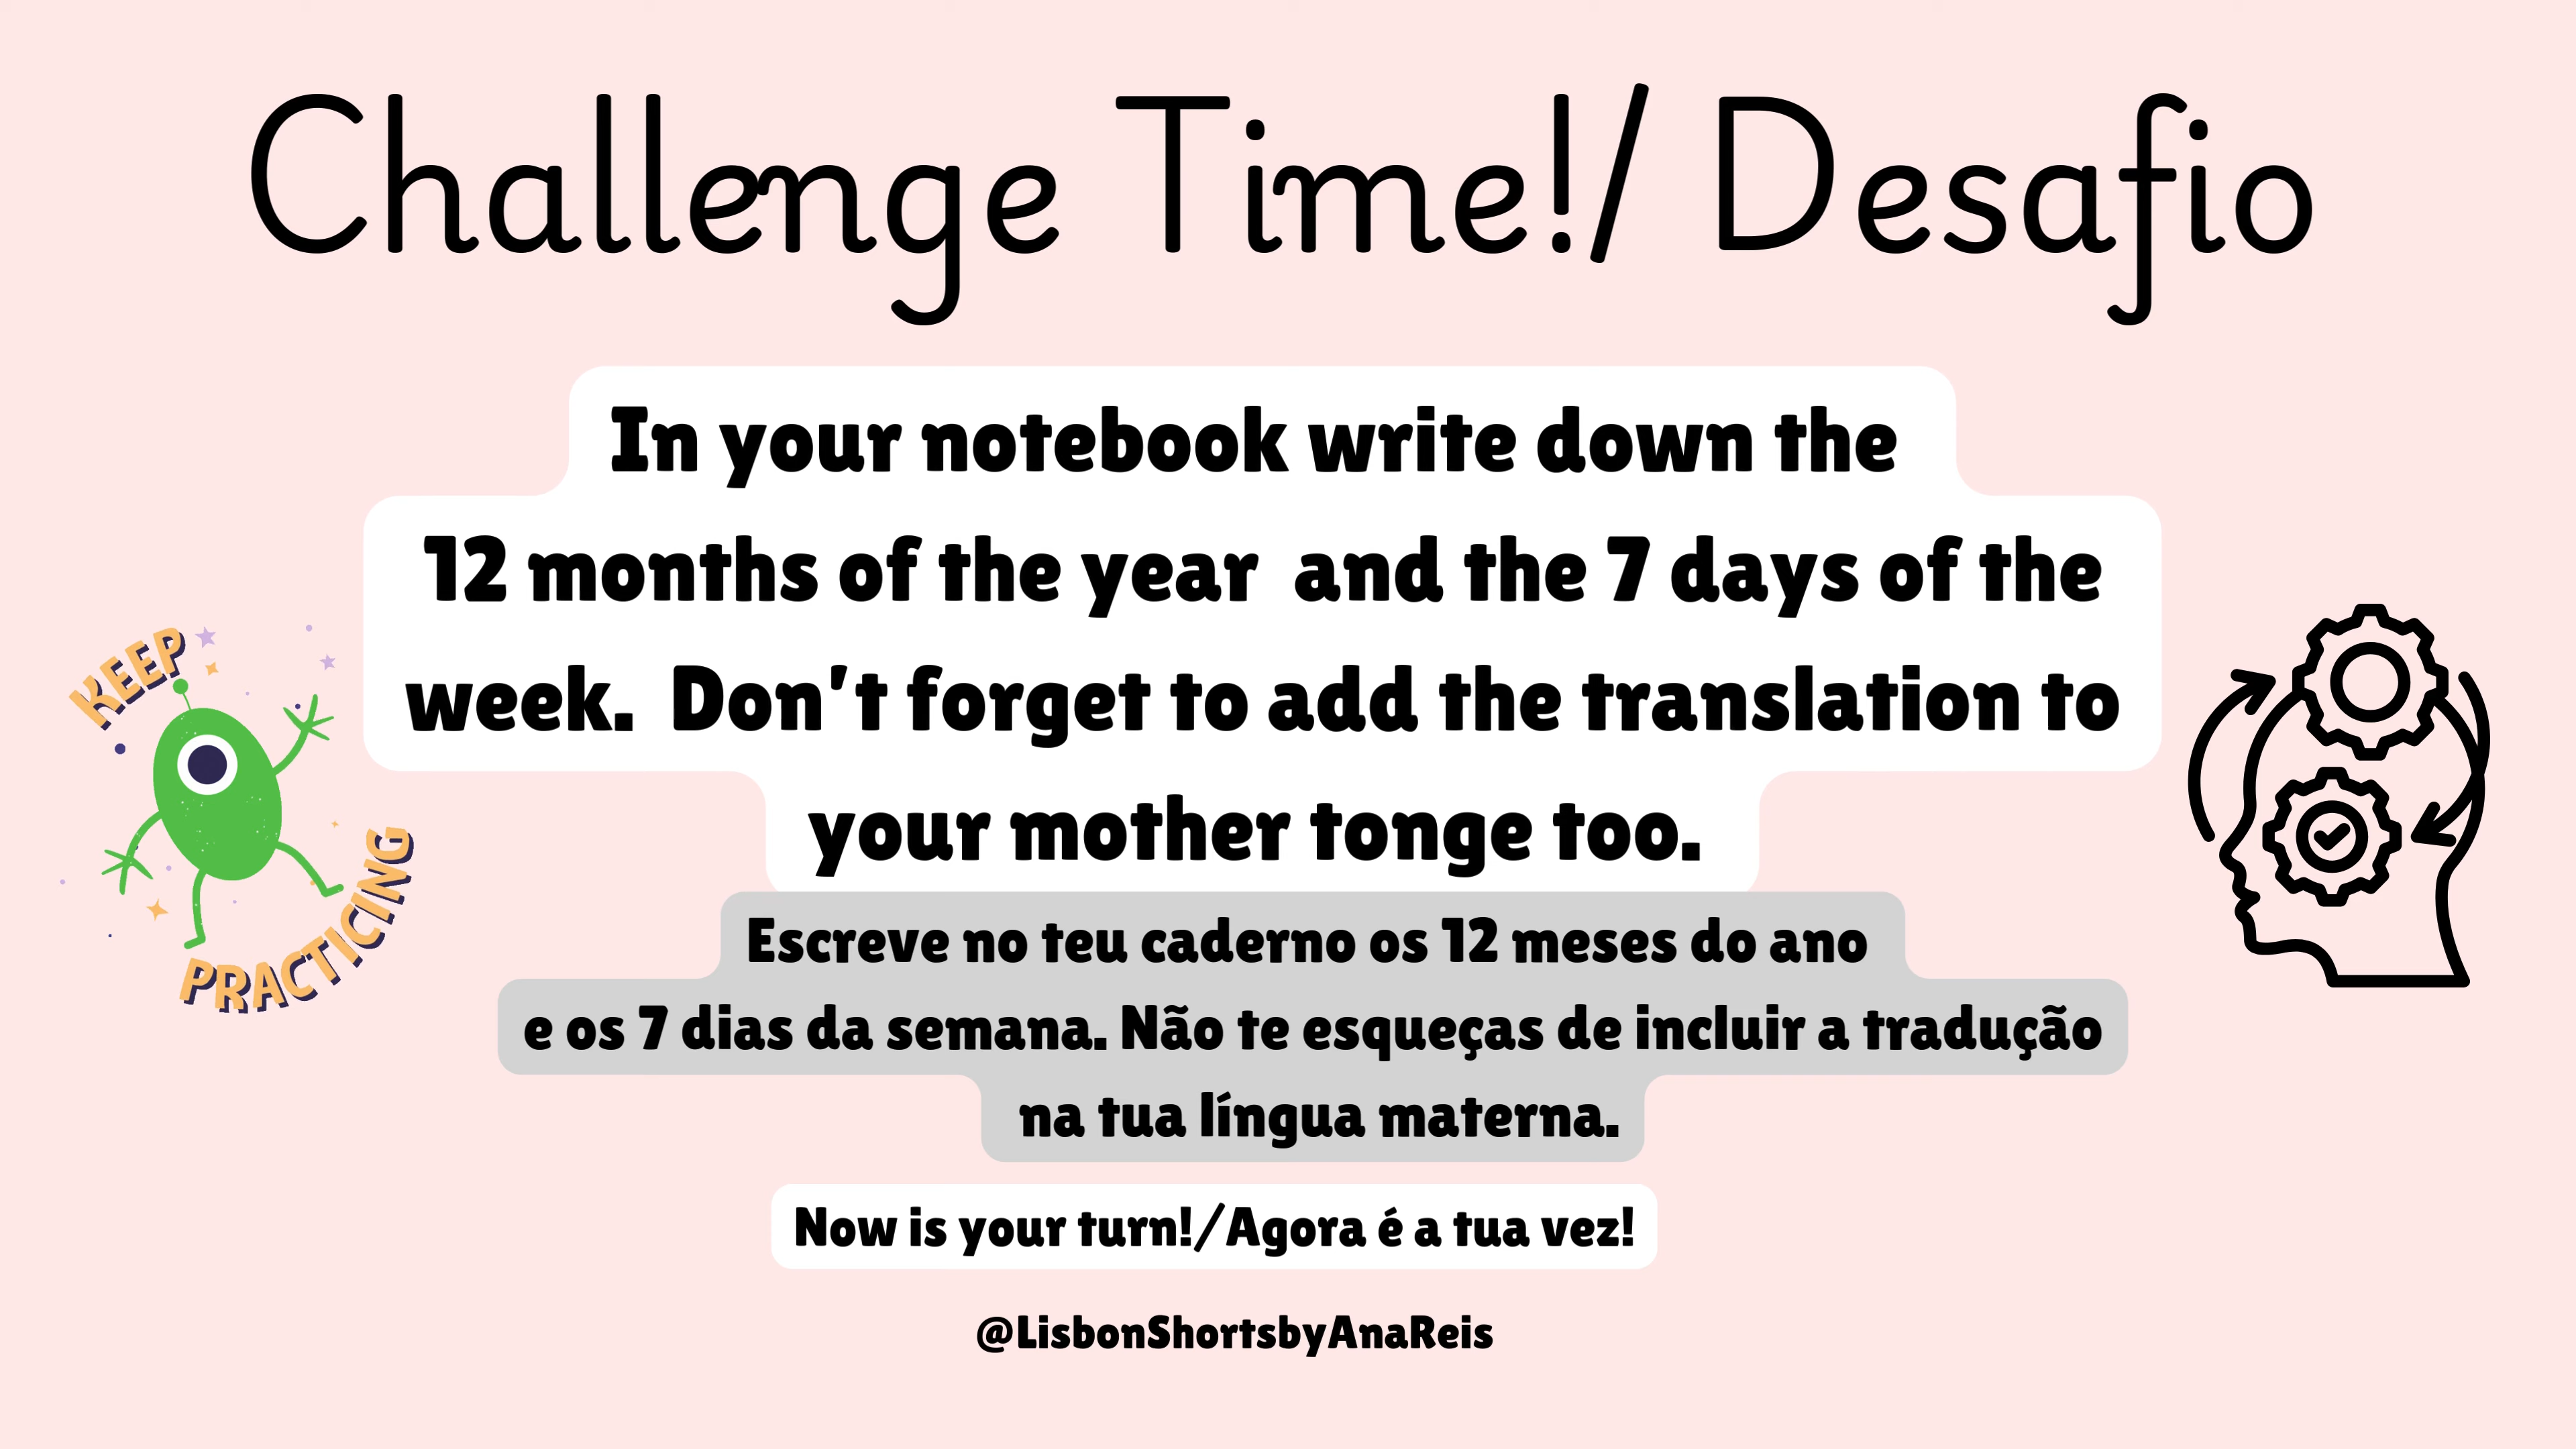 Challenge Time!/ Desafio
In your notebook write down the
12 months of the year and the 7 days of the
week. Don't forget to add the translation to
your mother tonge too.
KEEP
PRACTICING
Escreve no teu caderno os 12 meses do ano
e os 7 dias da semana. Não te esqueças de incluir a tradução
na tua língua materna.
Now is your turn!/Agora é a tua vez!
@LisbonShortsbyAnaReis